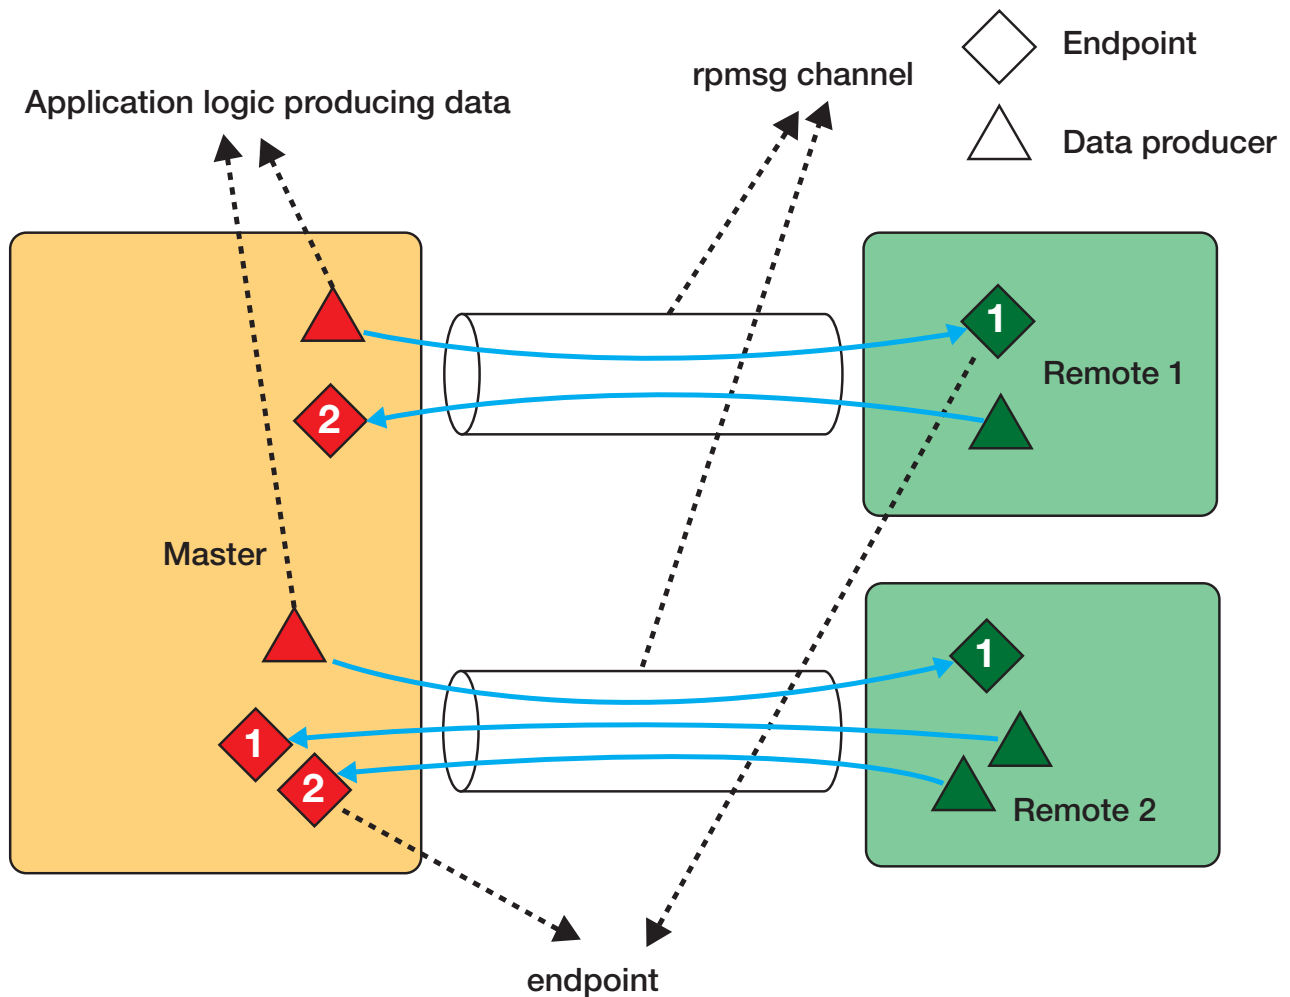 Endpoint
rpmsg channel
Application logic producing data
Data producer
1
Remote 1
2
Master
1
1
2
Remote 2
endpoint